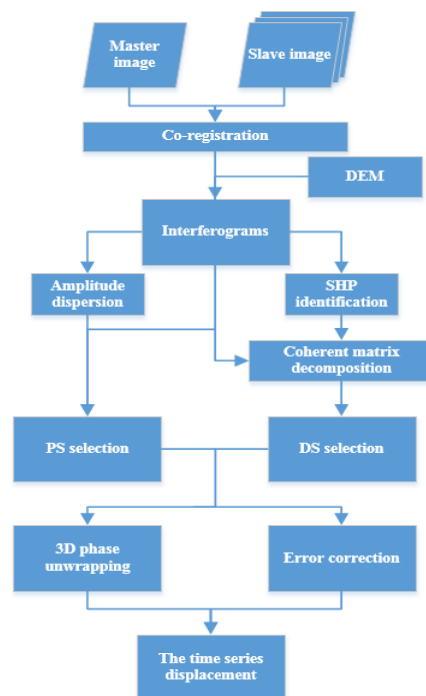 Master
image
Slave image
Co-registration
DEM
Interferograms
Amplitude
dispersion
SHP
identification
Coherent matrix
decomposition
PS selection
DS selection
3D phase
unwrapping
Error correction
The time series
displacement